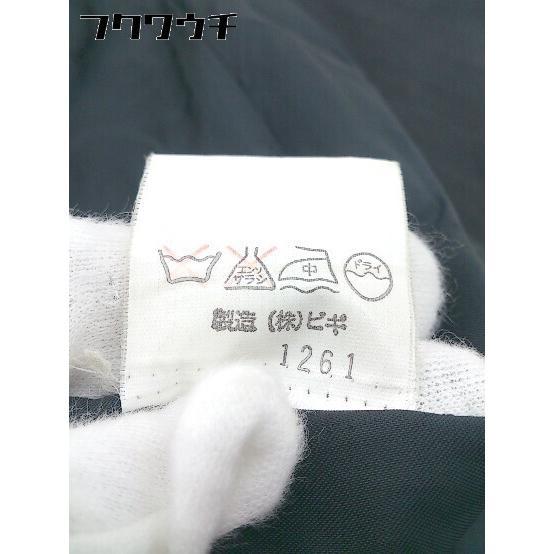 フクワウチ
エンソ
サラシ
中
ドライ
製造 (株)ピボ
1261